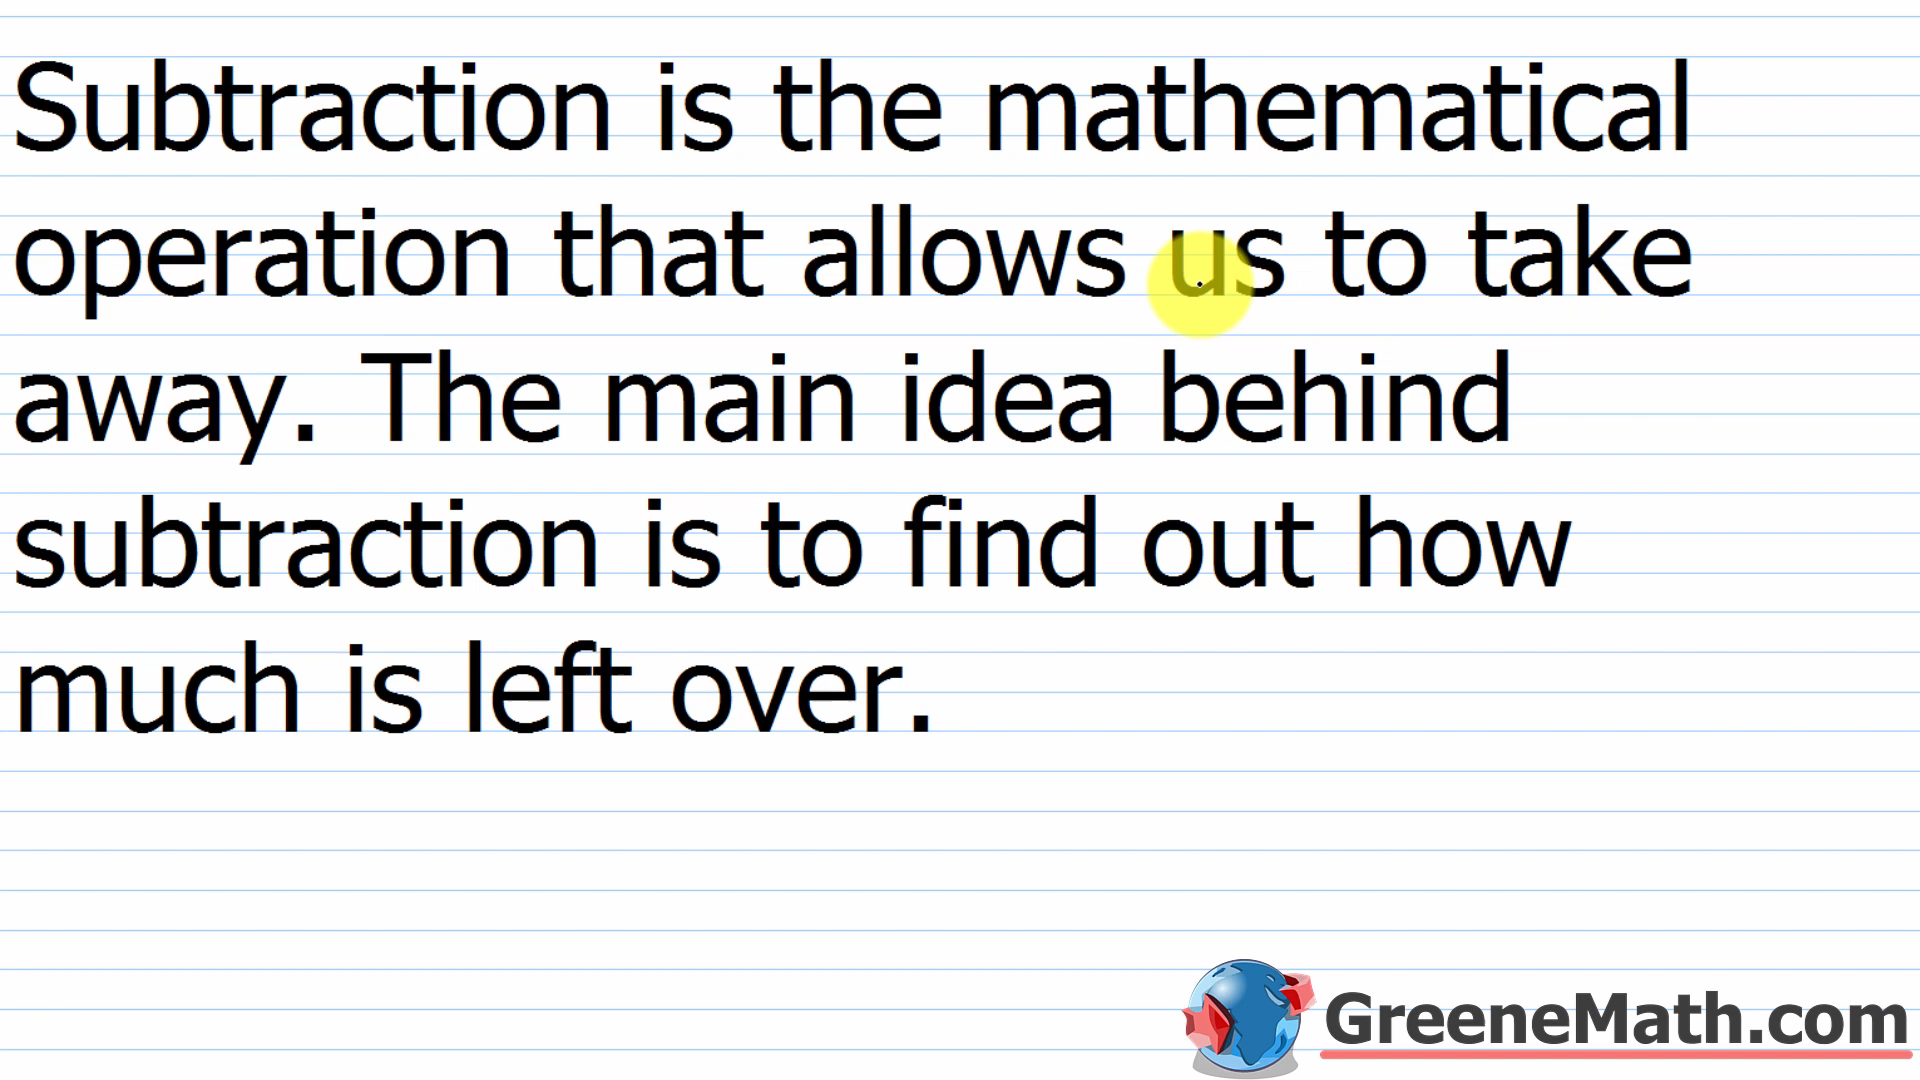 Subtraction is the mathematical
operation that allows us to take
away. The main idea behind
subtraction is to find out how
much is left over.
GreeneMath.com